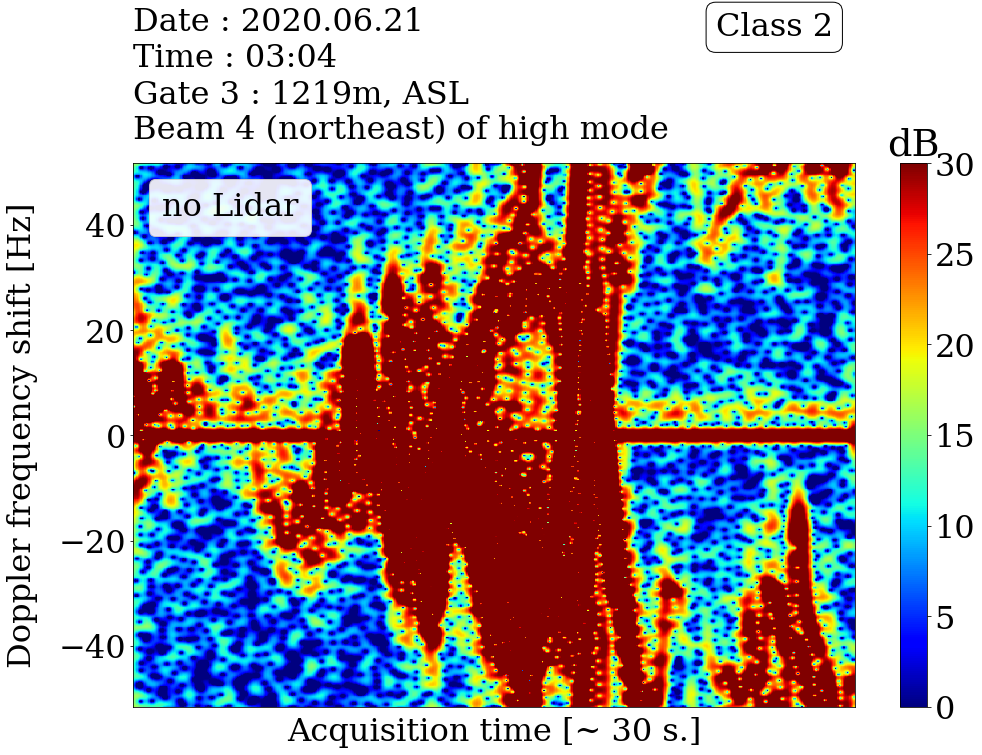 Date : 2020.06.21
Time : 03:04
Gate 3 : 1219m, ASL
Beam 4 (northeast) of high mode
Class 2
no Lidar
dB
30
25
20
15
10
5
0
Doppler frequency shift [Hz]
40
20
0
−20
−40
Acquisition time [~ 30 s.]